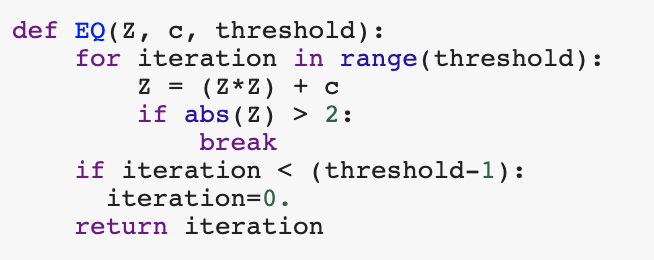 def EQ(Z, c, threshold):
    for iteration in range(threshold):
        Z = (Z*Z) + c
        if abs(Z) > 2:
            break
    if iteration < (threshold-1):
      iteration=0.
    return iteration